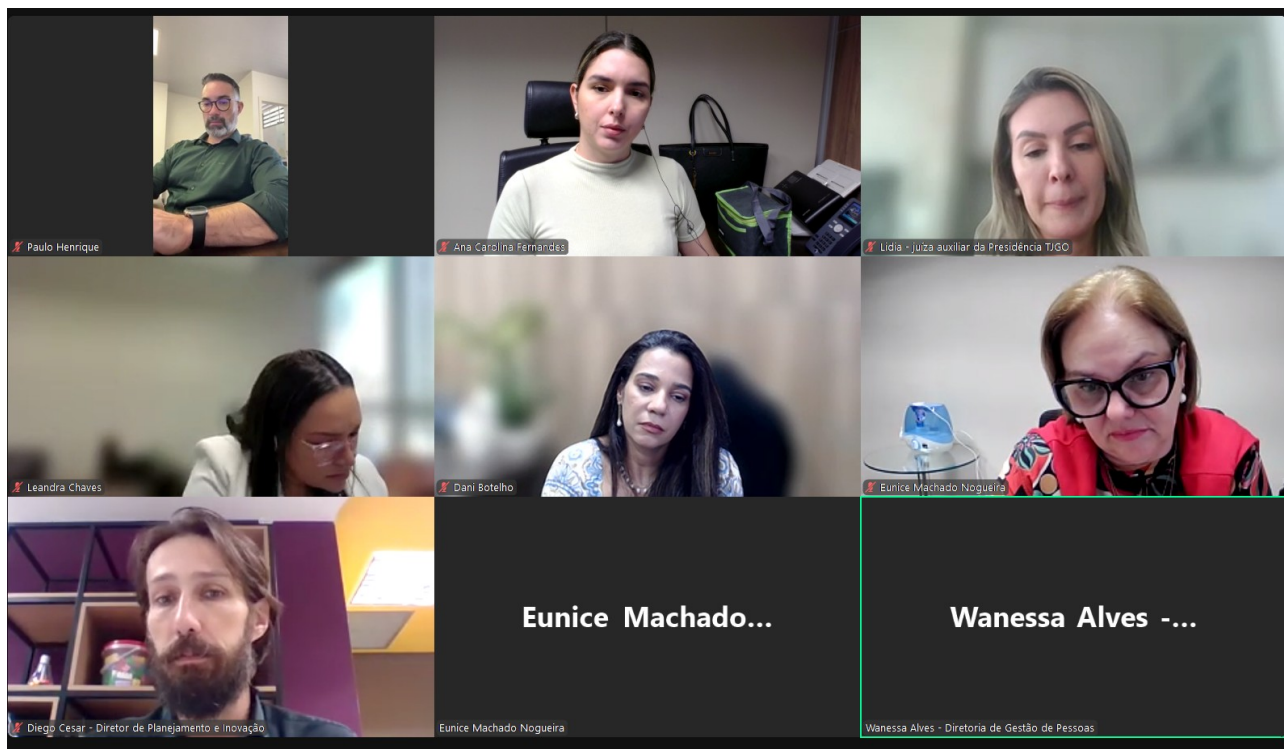 Paulo Henrique
Ana Carolina Fernandes
Lídia - juíza auxiliar da Presidência TJGO
Leandra Chaves
Dani Botelho
Eunice Machado Nogueira
Eunice Machado...
Wanessa Alves -...
Diego Cesar - Diretor de Planejamento e Inovação
Eunice Machado Nogueira
Wanessa Alves - Diretoria de Gestão de Pessoas